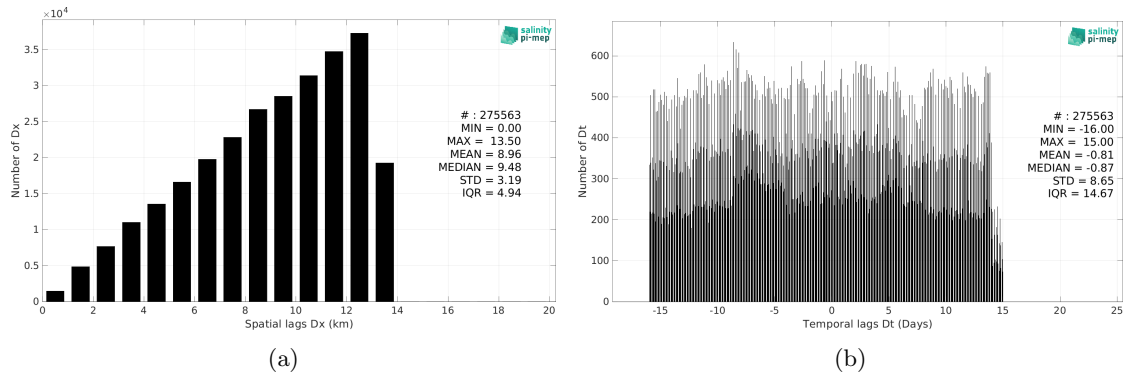 ×10⁴
3.5
3
2.5
2
1.5
1
0.5
0
Number of Dx
0 2 4 6 8 10 12 14 16 18 20
Spatial lags Dx (km)
salinity
pi-mep
# : 275563
MIN = 0.00
MAX = 13.50
MEAN = 8.96
MEDIAN = 9.48
STD = 3.19
IQR = 4.94
(a)
600
500
400
300
200
100
0
Number of Dt
-15 -10 -5 0 5 10 15 20 25
Temporal lags Dt (Days)
salinity
pi-mep
# : 275563
MIN = -16.00
MAX = 15.00
MEAN = -0.81
MEDIAN = -0.87
STD = 8.65
IQR = 14.67
(b)